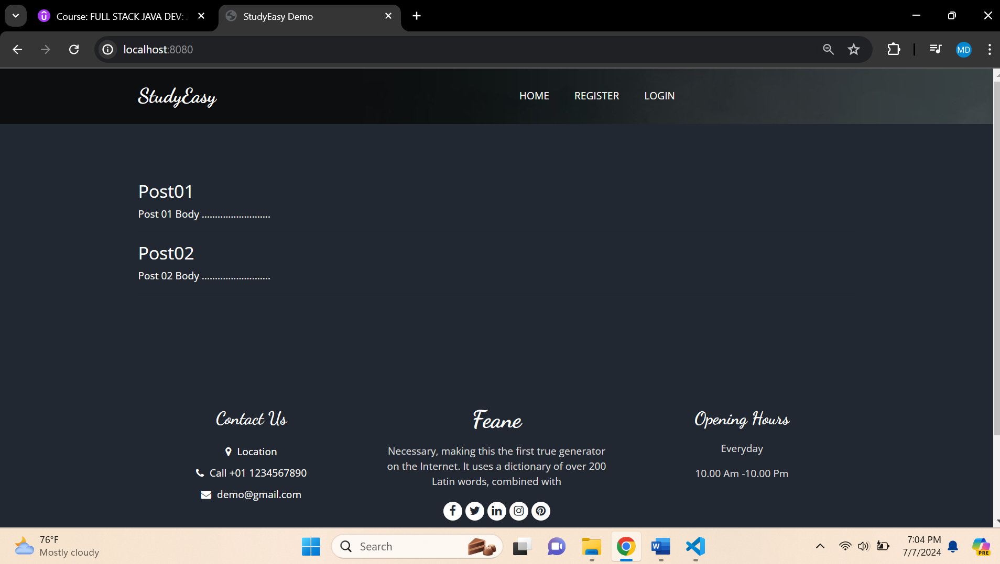 Course: FULL STACK JAVA DEV:
StudyEasy Demo
localhost:8080
MD
StudyEasy
HOME REGISTER LOGIN
Post01
Post 01 Body ..........................
Post02
Post 02 Body ..........................
Contact Us
Location
Call +01 1234567890
demo@gmail.com
Feane
Necessary, making this the first true generator
on the Internet. It uses a dictionary of over 200
Latin words, combined with
Opening Hours
Everyday
10.00 Am -10.00 Pm
76°F
Mostly cloudy
Search
7:04 PM
7/7/2024
PRE